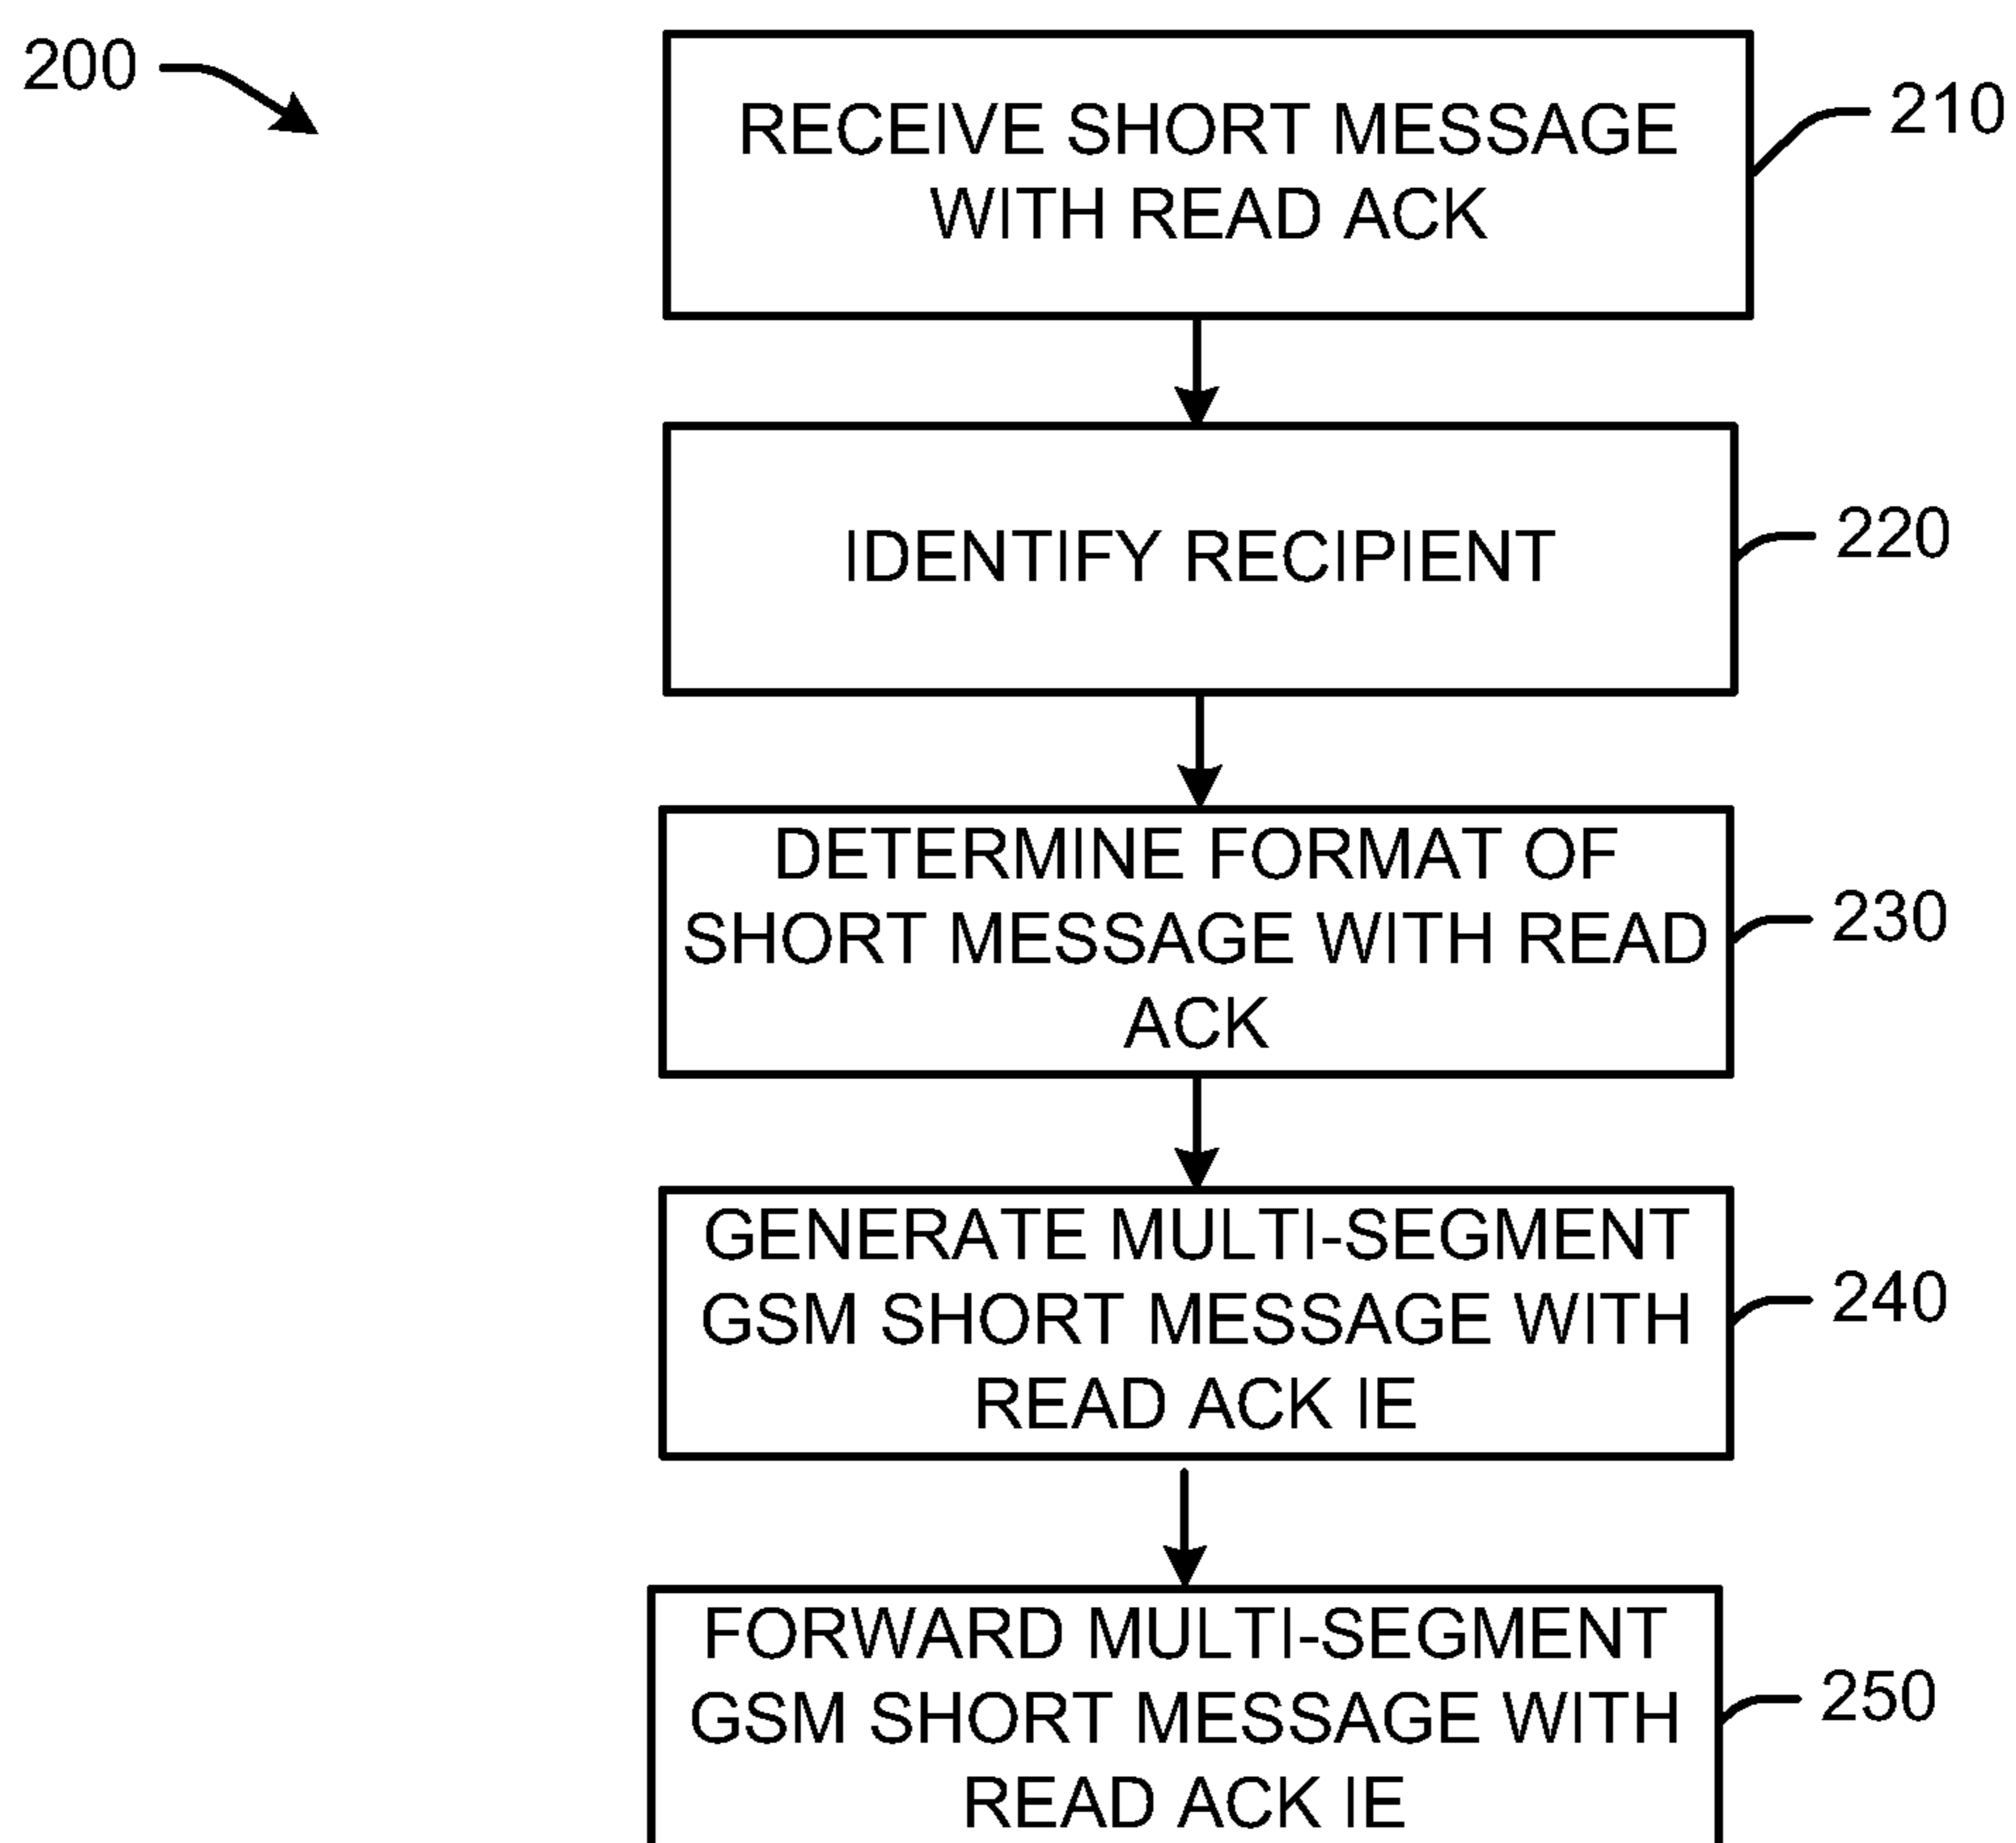 200
RECEIVE SHORT MESSAGE
WITH READ ACK
210
IDENTIFY RECIPIENT
220
DETERMINE FORMAT OF
SHORT MESSAGE WITH READ
ACK
230
GENERATE MULTI-SEGMENT
GSM SHORT MESSAGE WITH
READ ACK IE
240
FORWARD MULTI-SEGMENT
GSM SHORT MESSAGE WITH
READ ACK IE
250